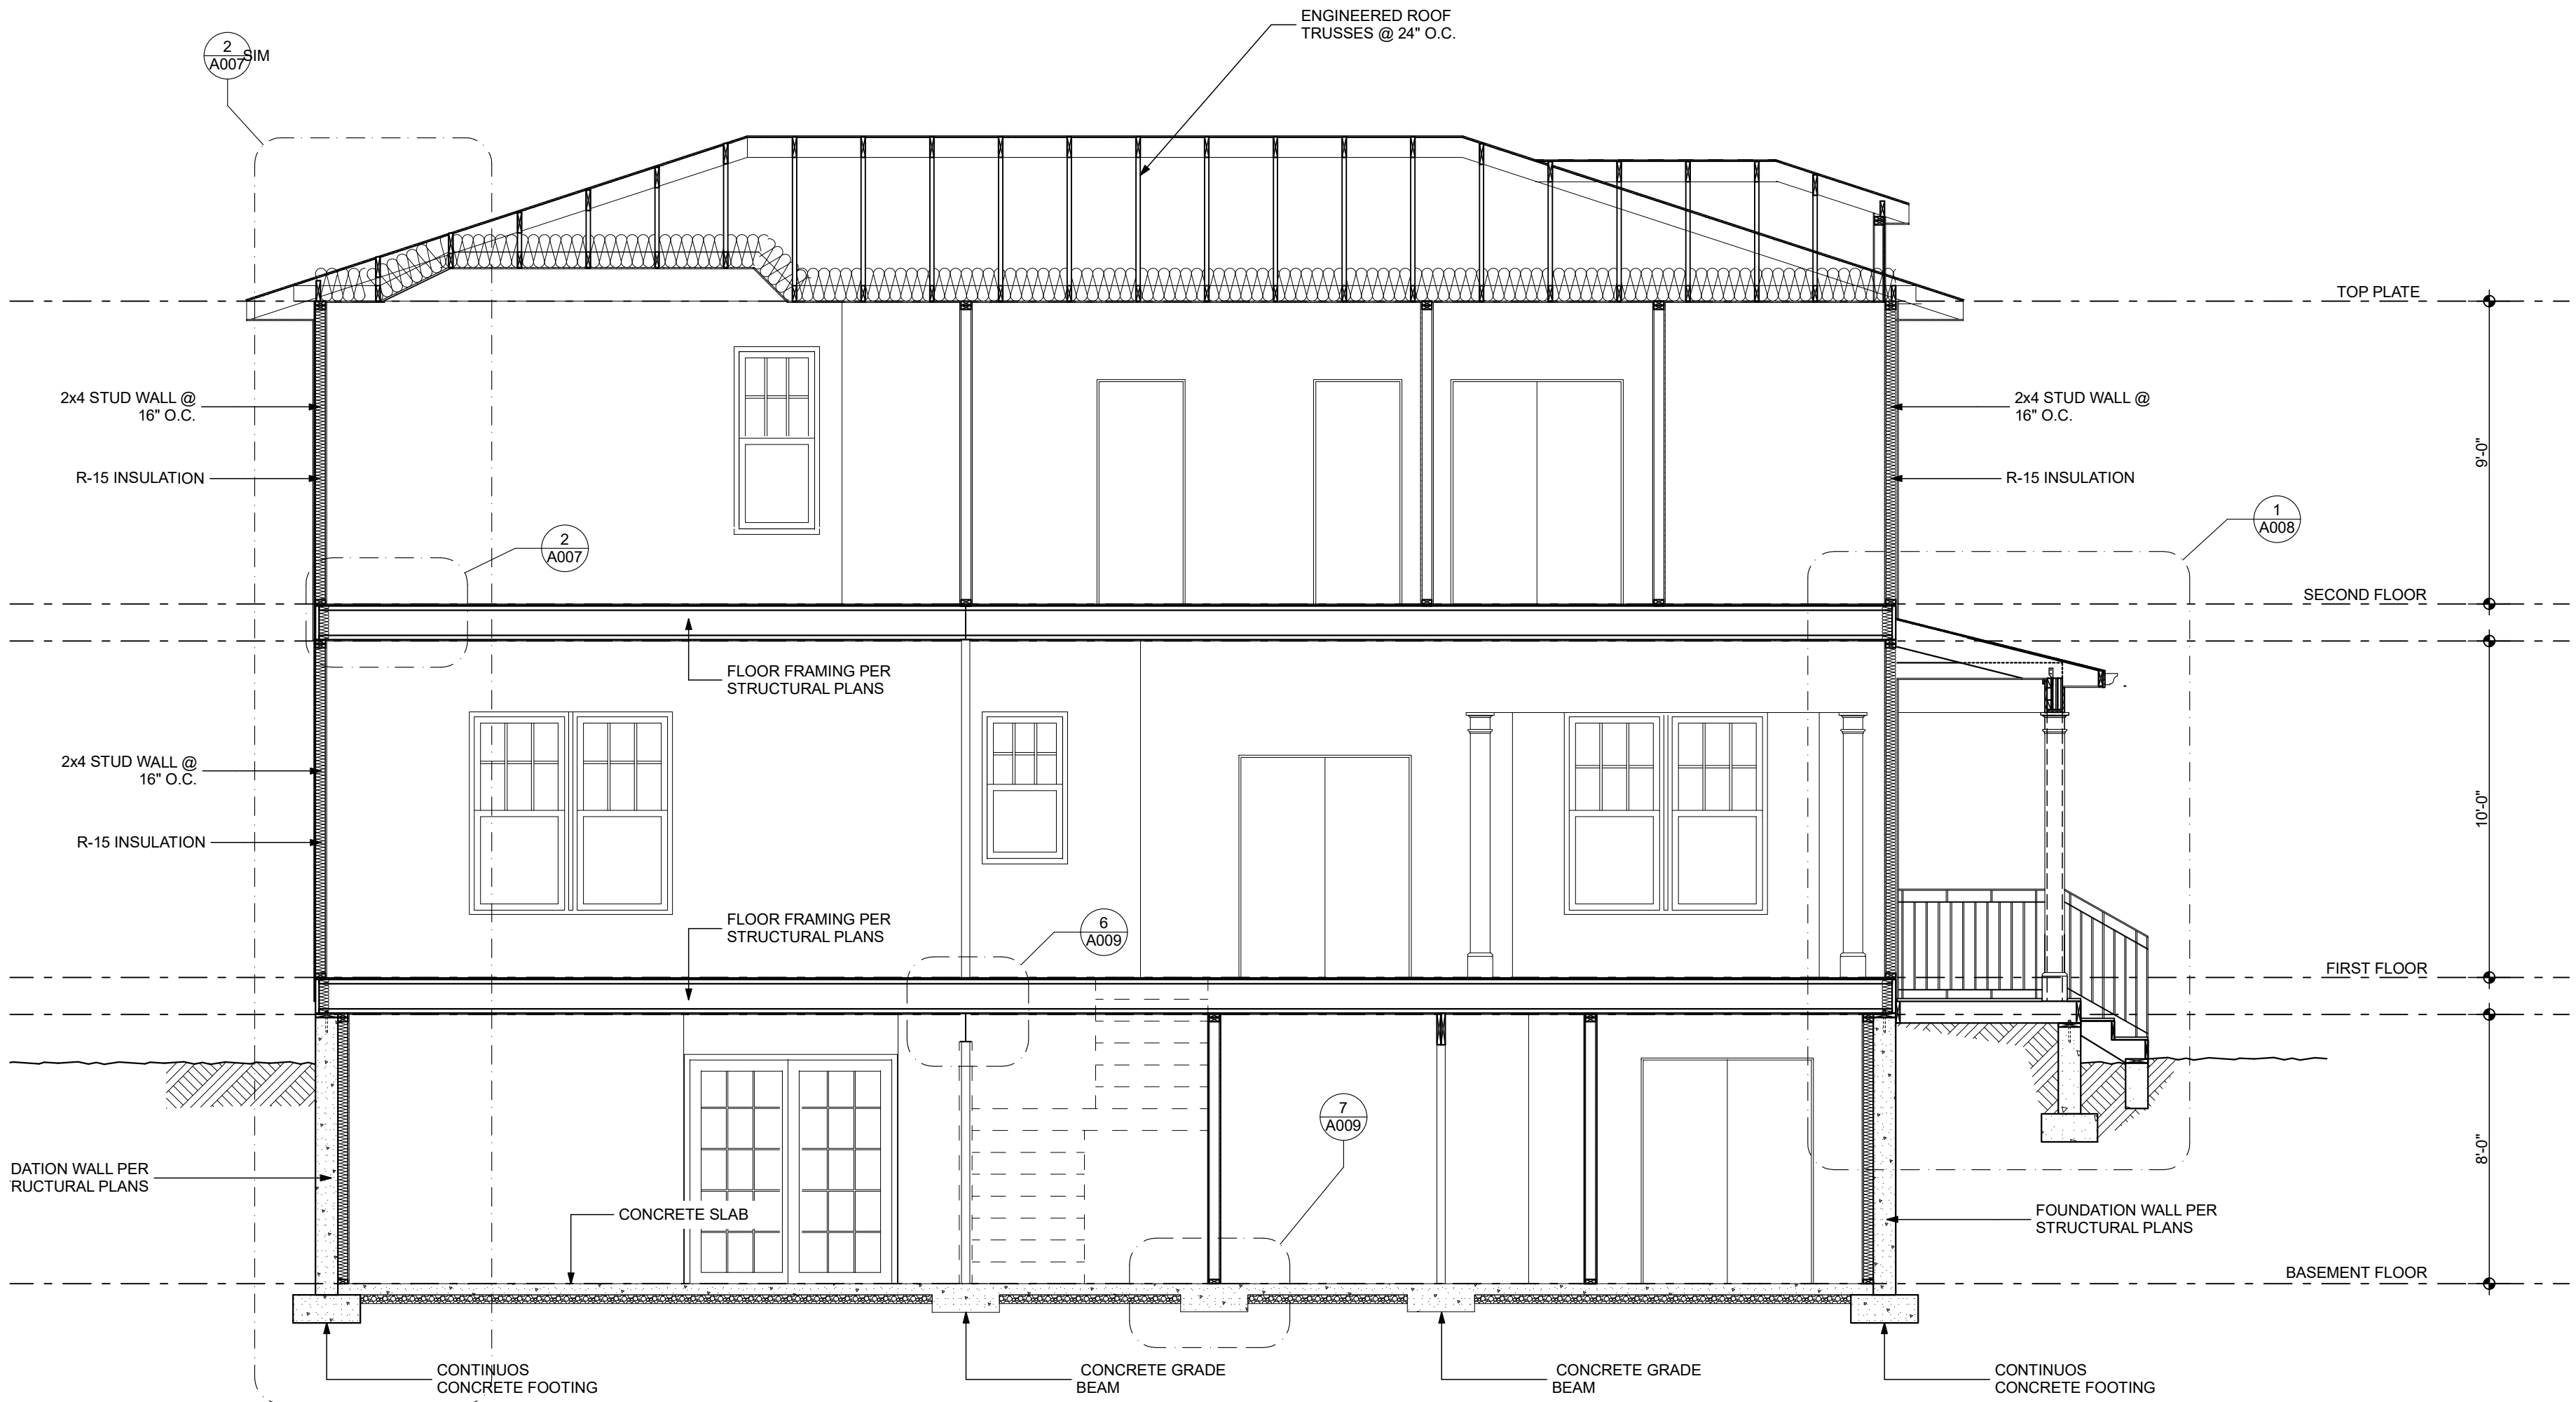 ENGINEERED ROOF
TRUSSES @ 24" O.C.
2
A007
SIM
TOP PLATE
2x4 STUD WALL @
16" O.C.
2x4 STUD WALL @
16" O.C.
9'-0"
R-15 INSULATION
R-15 INSULATION
1
A008
2
A007
SECOND FLOOR
FLOOR FRAMING PER
STRUCTURAL PLANS
2x4 STUD WALL @
16" O.C.
10'-0"
R-15 INSULATION
FLOOR FRAMING PER
STRUCTURAL PLANS
6
A009
FIRST FLOOR
7
A009
8'-0"
DATION WALL PER
RUCTURAL PLANS
CONCRETE SLAB
FOUNDATION WALL PER
STRUCTURAL PLANS
BASEMENT FLOOR
CONTINUOS
CONCRETE FOOTING
CONCRETE GRADE
BEAM
CONCRETE GRADE
BEAM
CONTINUOS
CONCRETE FOOTING